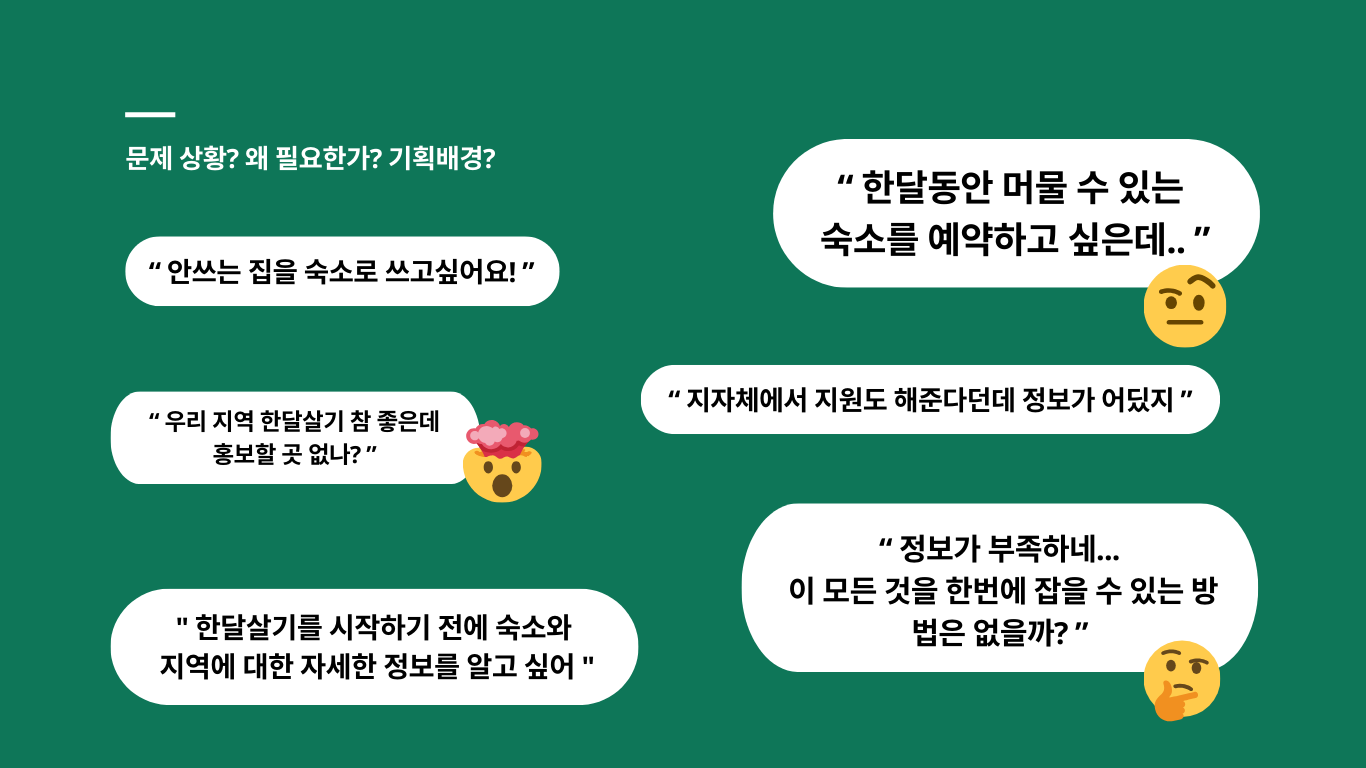 문제 상황? 왜 필요한가? 기획배경?
“ 안쓰는 집을 숙소로 쓰고싶어요! ”
“ 우리 지역 한달살기 참 좋은데
홍보할 곳 없나? ”
" 한달살기를 시작하기 전에 숙소와
지역에 대한 자세한 정보를 알고 싶어 "
“ 한달동안 머물 수 있는
숙소를 예약하고 싶은데.. ”
“ 지자체에서 지원도 해준다던데 정보가 어딨지 ”
“ 정보가 부족하네...
이 모든 것을 한번에 잡을 수 있는 방
법은 없을까? ”